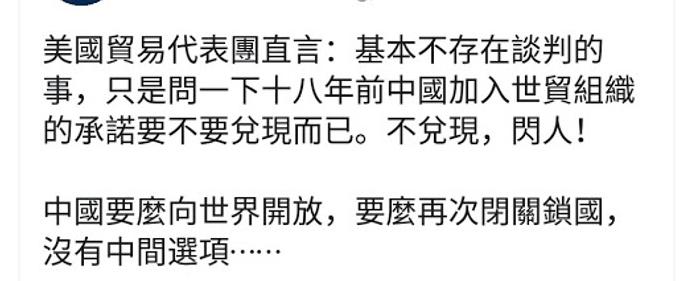 美國貿易代表團直言：基本不存在談判的
事，只是問一下十八年前中國加入世貿組織
的承諾要不要兌現而已。不兌現，閃人！
中國要麼向世界開放，要麼再次閉關鎖國，
沒有中間選項……